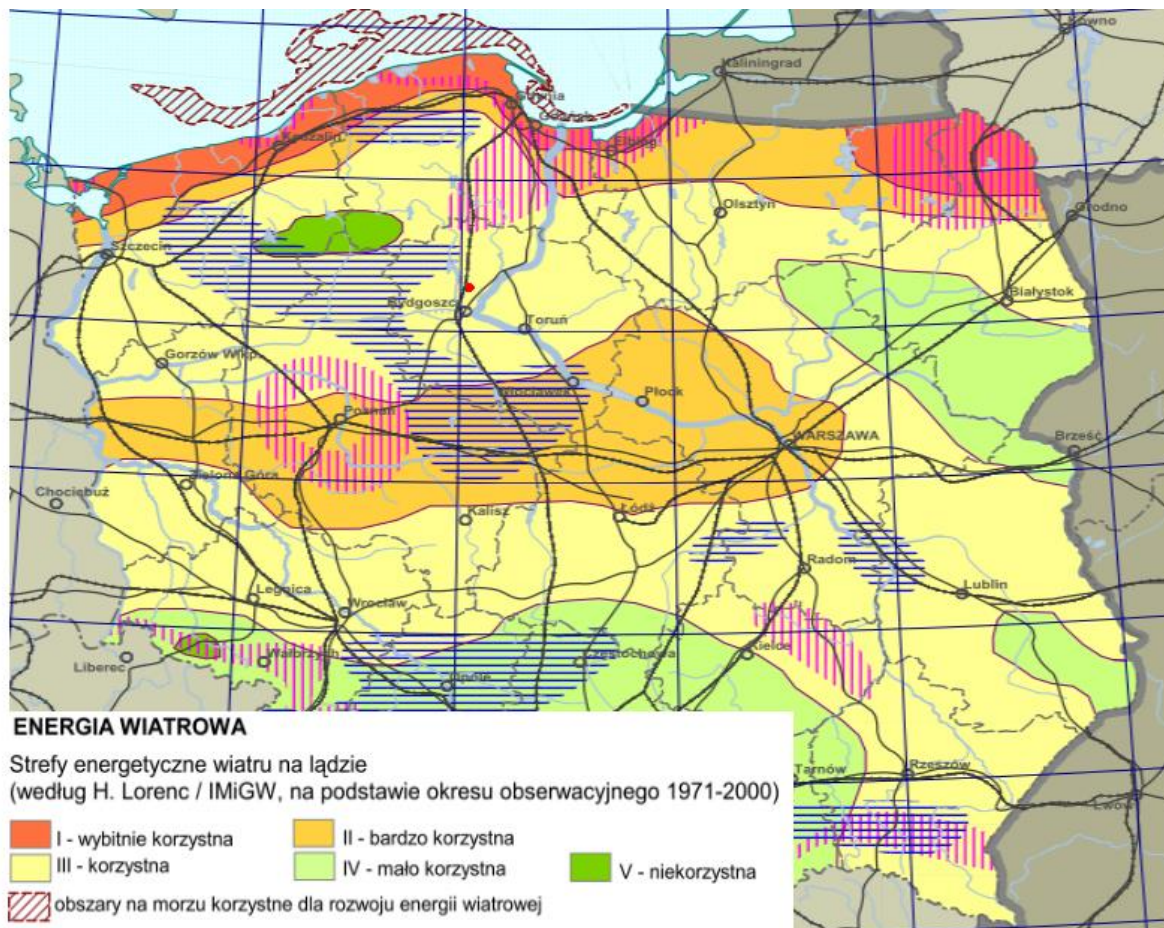 Kowno
Kaliningrad
Gdynia
Gdańsk
Koszalin
Elbląg
Olsztyn
Grodno
Szczecin
Białystok
Bydgoszcz
Toruń
Gorzów Wlkp.
Włocławek
Płock
Poznań
WARSZAWA
Brześć
Zielona Góra
Chociebuż
Kalisz
Łódź
Radom
Legnica
Lublin
Wrocław
Liberec
Wałbrzych
Częstochowa
Kielce
Opole
ENERGIA WIATROWA
Strefy energetyczne wiatru na lądzie
(według H. Lorenc / IMiGW, na podstawie okresu obserwacyjnego 1971-2000)
Tarnów
Rzeszów
Lwów
I - wybitnie korzystna
II - bardzo korzystna
III - korzystna
IV - mało korzystna
V - niekorzystna
obszary na morzu korzystne dla rozwoju energii wiatrowej